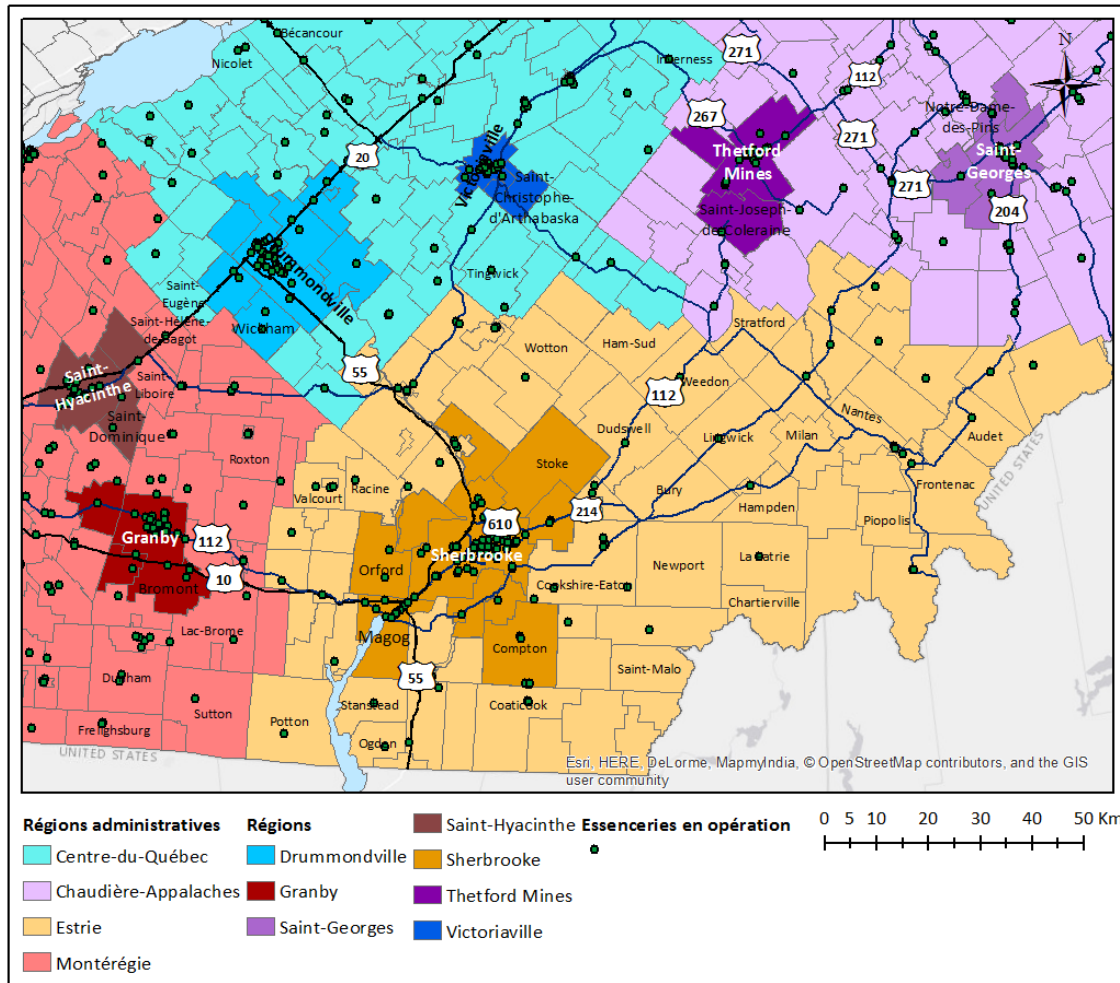 Bécancour
Nicolet
Inverness
271
112
N
20
267
271
Notre-Dame-
des-Pins
Victoriaville
Thetford
Mines
Saint-
Georges
Saint-
Christophe-
d'Arthabaska
271
204
Saint-Joseph-
de-Coleraine
Drummondville
Tingwick
Saint-
Eugène
Saint-Hélène-
de-Bagot
Wickham
Stratford
Wotton
Ham-Sud
55
Saint-
Hyacinthe
Saint-
Liboire
Weedon
112
Saint-
Dominique
Dudswell
Lingwick
Milan
Nantes
Audet
Roxton
Stoke
Frontenac
UNITED STATES
Valcourt
Racine
Bury
Hampden
Piopolis
214
610
Granby
112
Sherbrooke
Orford
La Patrie
Newport
Cookshire-Eaton
10
Bromont
Chartierville
Lac-Brome
Magog
Compton
Saint-Malo
55
Dunham
Sutton
Potton
Stanstead
Coaticook
Frelighsburg
Ogden
UNITED STATES
Esri, HERE, DeLorme, MapmyIndia, © OpenStreetMap contributors, and the GIS
user community
Régions administratives
Centre-du-Québec
Chaudière-Appalaches
Estrie
Montérégie
Régions
Drummondville
Granby
Saint-Georges
Saint-Hyacinthe
Sherbrooke
Thetford Mines
Victoriaville
Essenceries en opération
0 5 10 20 30 40 50 Km